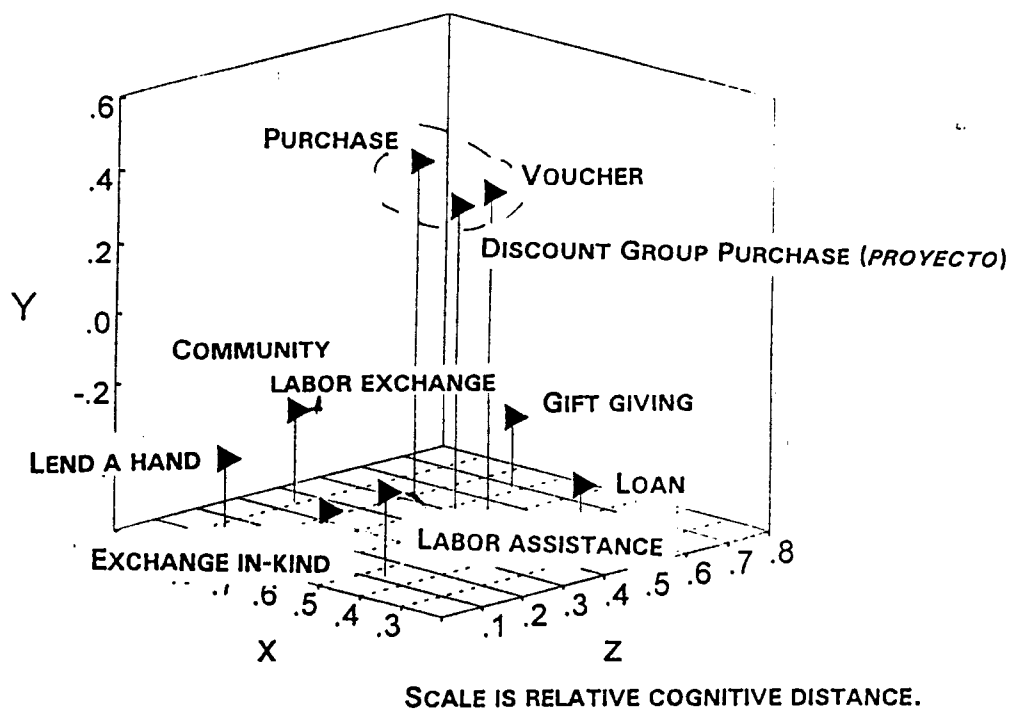 .6
PURCHASE
VOUCHER
.4
.2
DISCOUNT GROUP PURCHASE (PROYECTO)
Y
.0
COMMUNITY
LABOR EXCHANGE
-.2
GIFT GIVING
LEND A HAND
LOAN
LABOR ASSISTANCE
EXCHANGE IN-KIND
.6 .5 .4 .3
.1 .2 .3 .4 .5 .6 .7 .8
X
Z
SCALE IS RELATIVE COGNITIVE DISTANCE.